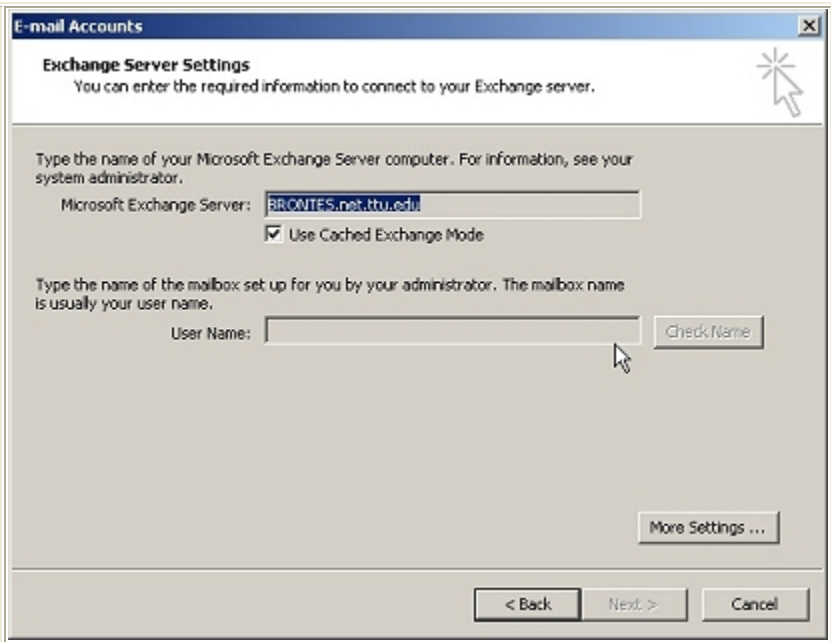 E-mail Accounts
Exchange Server Settings
You can enter the required information to connect to your Exchange server.
Type the name of your Microsoft Exchange Server computer. For information, see your
system administrator.
Microsoft Exchange Server: BRONTES.net.ttu.edu
Use Cached Exchange Mode
Type the name of the mailbox set up for you by your administrator. The mailbox name
is usually your user name.
User Name: Check Name
More Settings ...
< Back Next > Cancel